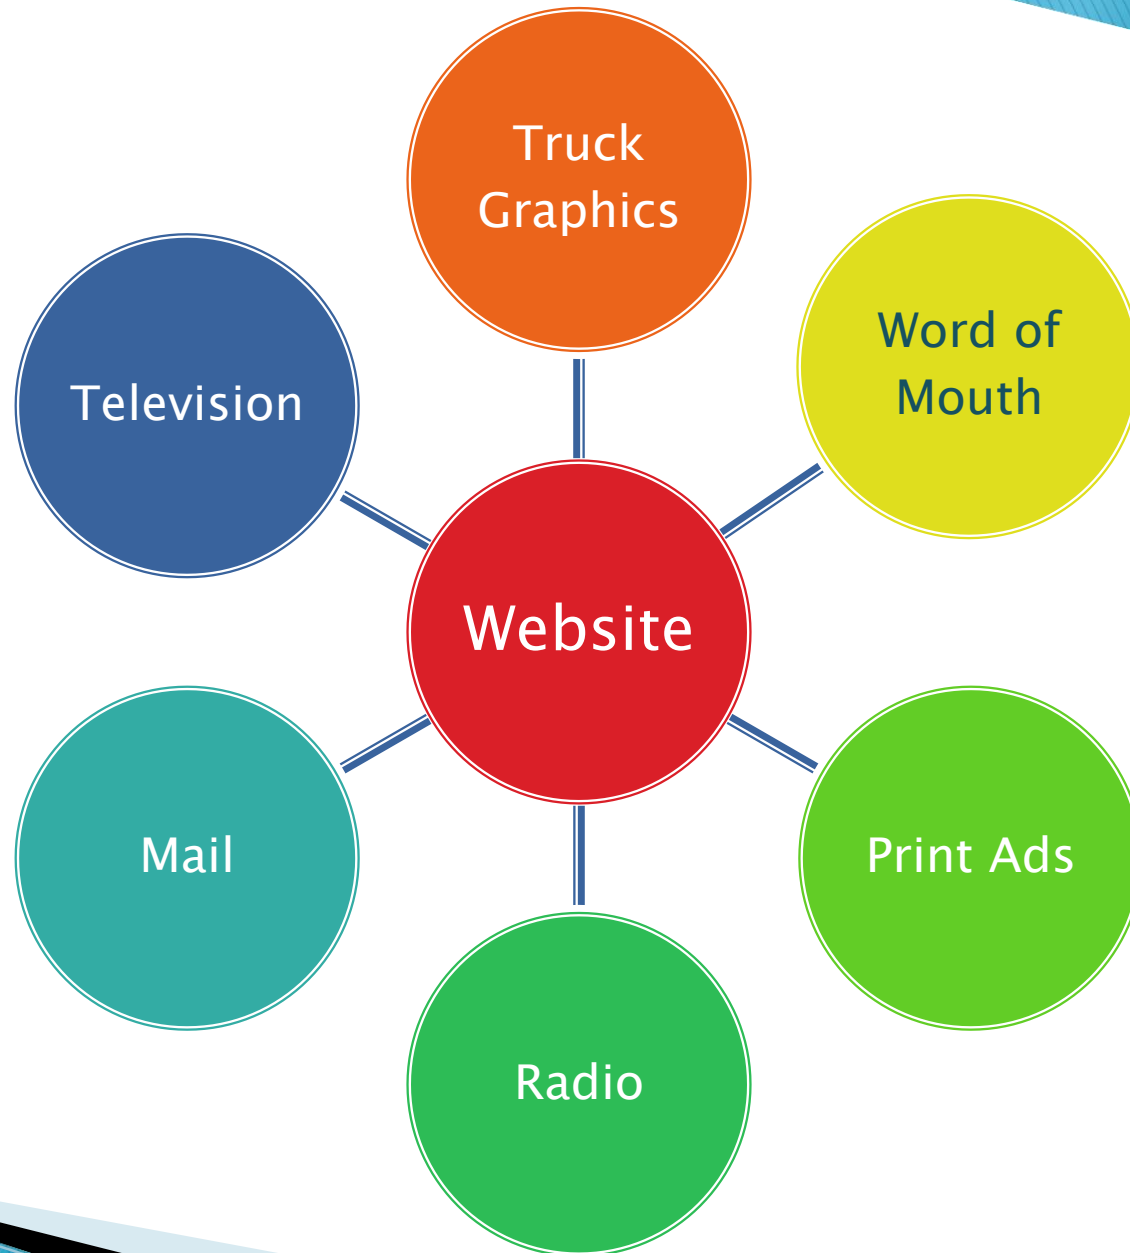 Truck
Graphics
Word of
Mouth
Television
Website
Mail
Print Ads
Radio